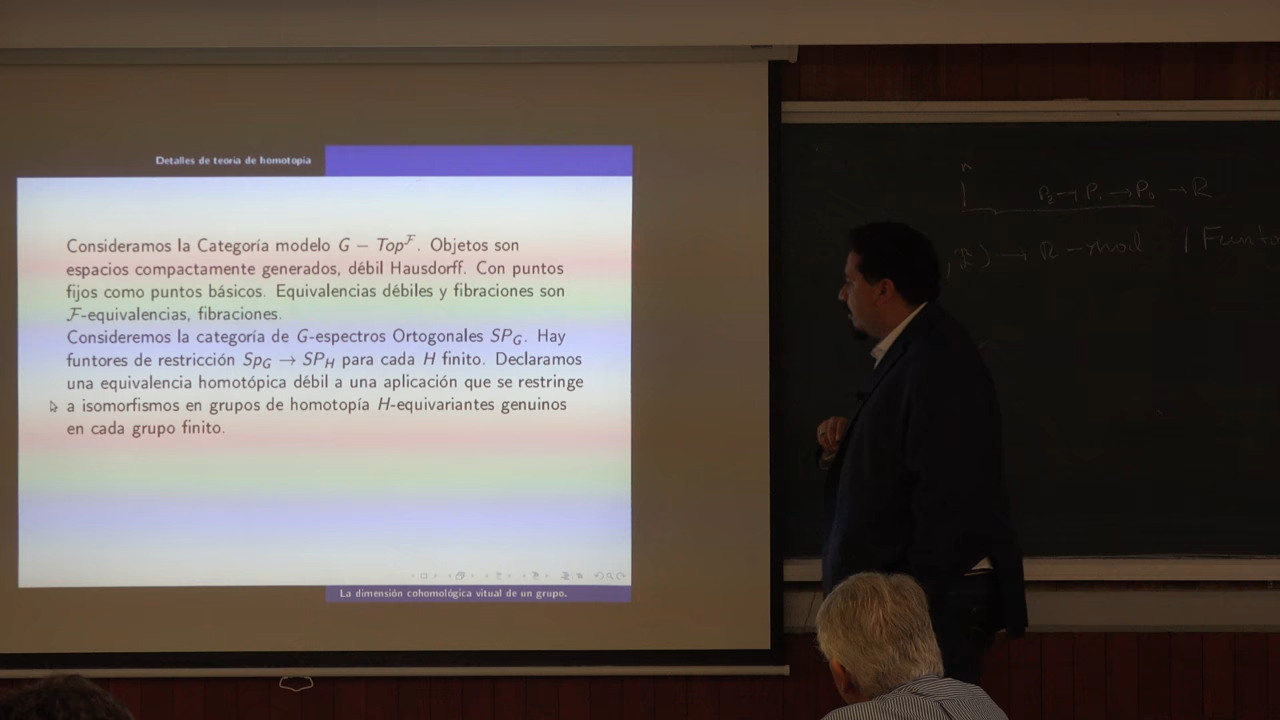 Detalles de teoría de homotopía
Consideramos la Categoría modelo G − Top^ℱ. Objetos son
espacios compactamente generados, débil Hausdorff. Con puntos
fijos como puntos básicos. Equivalencias débiles y fibraciones son
ℱ-equivalencias, fibraciones.
Consideremos la categoría de G-espectros Ortogonales SP_G. Hay
funtores de restricción Sp_G → SP_H para cada H finito. Declaramos
una equivalencia homotópica débil a una aplicación que se restringe
a isomorfismos en grupos de homotopía H-equivariantes genuinos
en cada grupo finito.
La dimensión cohomológica vitual de un grupo.
P₂ → P₁ → P₀ → R
) → R-mod